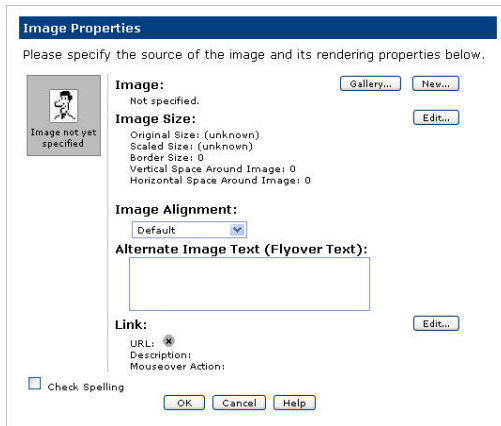 Image Properties
Please specify the source of the image and its rendering properties below.
Image not yet
specified
Image:
Gallery...
New...
Not specified.
Image Size:
Edit...
Original Size: (unknown)
Scaled Size: (unknown)
Border Size: 0
Vertical Space Around Image: 0
Horizontal Space Around Image: 0
Image Alignment:
Default
Alternate Image Text (Flyover Text):
Link:
Edit...
URL:
Description:
Mouseover Action:
Check Spelling
OK
Cancel
Help